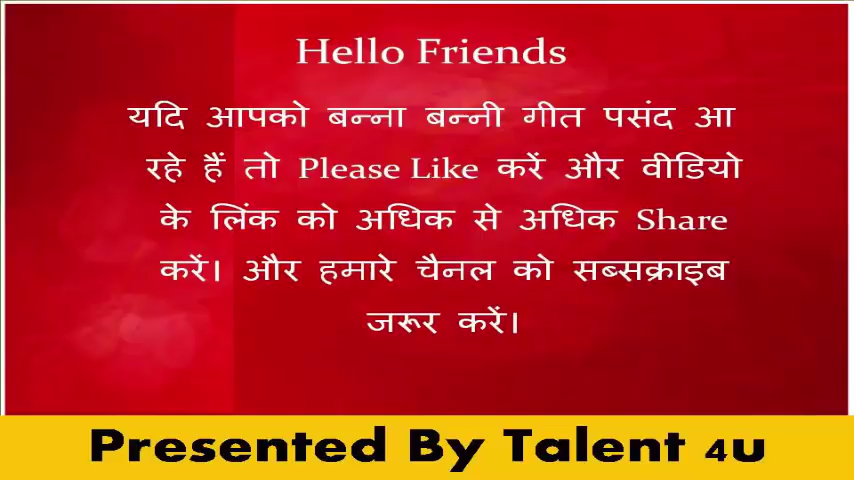 Hello Friends
यदि आपको बन्ना बन्नी गीत पसंद आ
रहे हैं तो Please Like करें और वीडियो
के लिंक को अधिक से अधिक Share
करें। और हमारे चैनल को सब्सक्राइब
जरूर करें।
Presented By Talent 4u